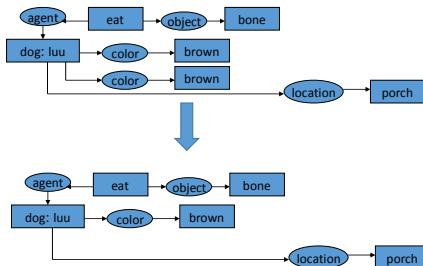 agent eat object bone
dog: luu color brown
color brown
location porch
agent eat object bone
dog: luu color brown
location porch